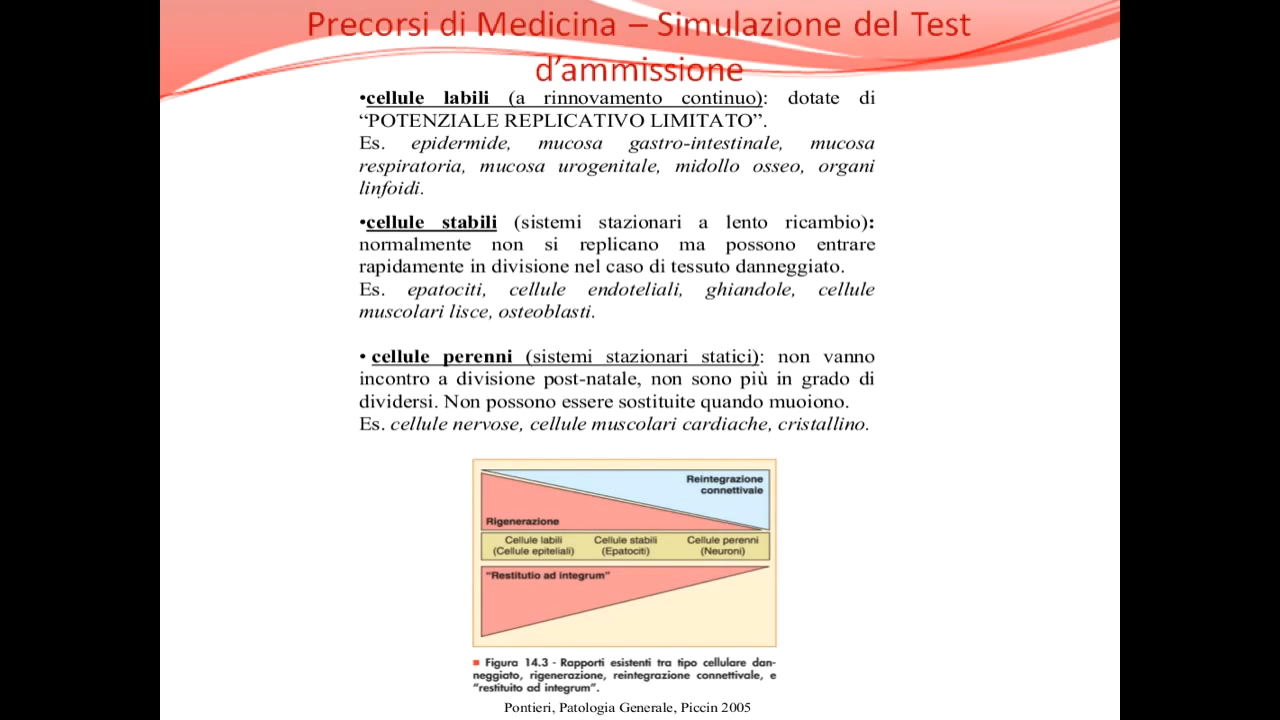 Precorsi di Medicina – Simulazione del Test
d’ammissione
•cellule labili (a rinnovamento continuo): dotate di
“POTENZIALE REPLICATIVO LIMITATO”.
Es. epidermide, mucosa gastro-intestinale, mucosa
respiratoria, mucosa urogenitale, midollo osseo, organi
linfoidi.
•cellule stabili (sistemi stazionari a lento ricambio):
normalmente non si replicano ma possono entrare
rapidamente in divisione nel caso di tessuto danneggiato.
Es. epatociti, cellule endoteliali, ghiandole, cellule
muscolari lisce, osteoblasti.
• cellule perenni (sistemi stazionari statici): non vanno
incontro a divisione post-natale, non sono più in grado di
dividersi. Non possono essere sostituite quando muoiono.
Es. cellule nervose, cellule muscolari cardiache, cristallino.
Reintegrazione
connettivale
Rigenerazione
Cellule labili
(Cellule epiteliali)
Cellule stabili
(Epatociti)
Cellule perenni
(Neuroni)
“Restitutio ad integrum”
Figura 14.3 - Rapporti esistenti tra tipo cellulare dan-
neggiato, rigenerazione, reintegrazione connettivale, e
“restituito ad integrum”.
Pontieri, Patologia Generale, Piccin 2005